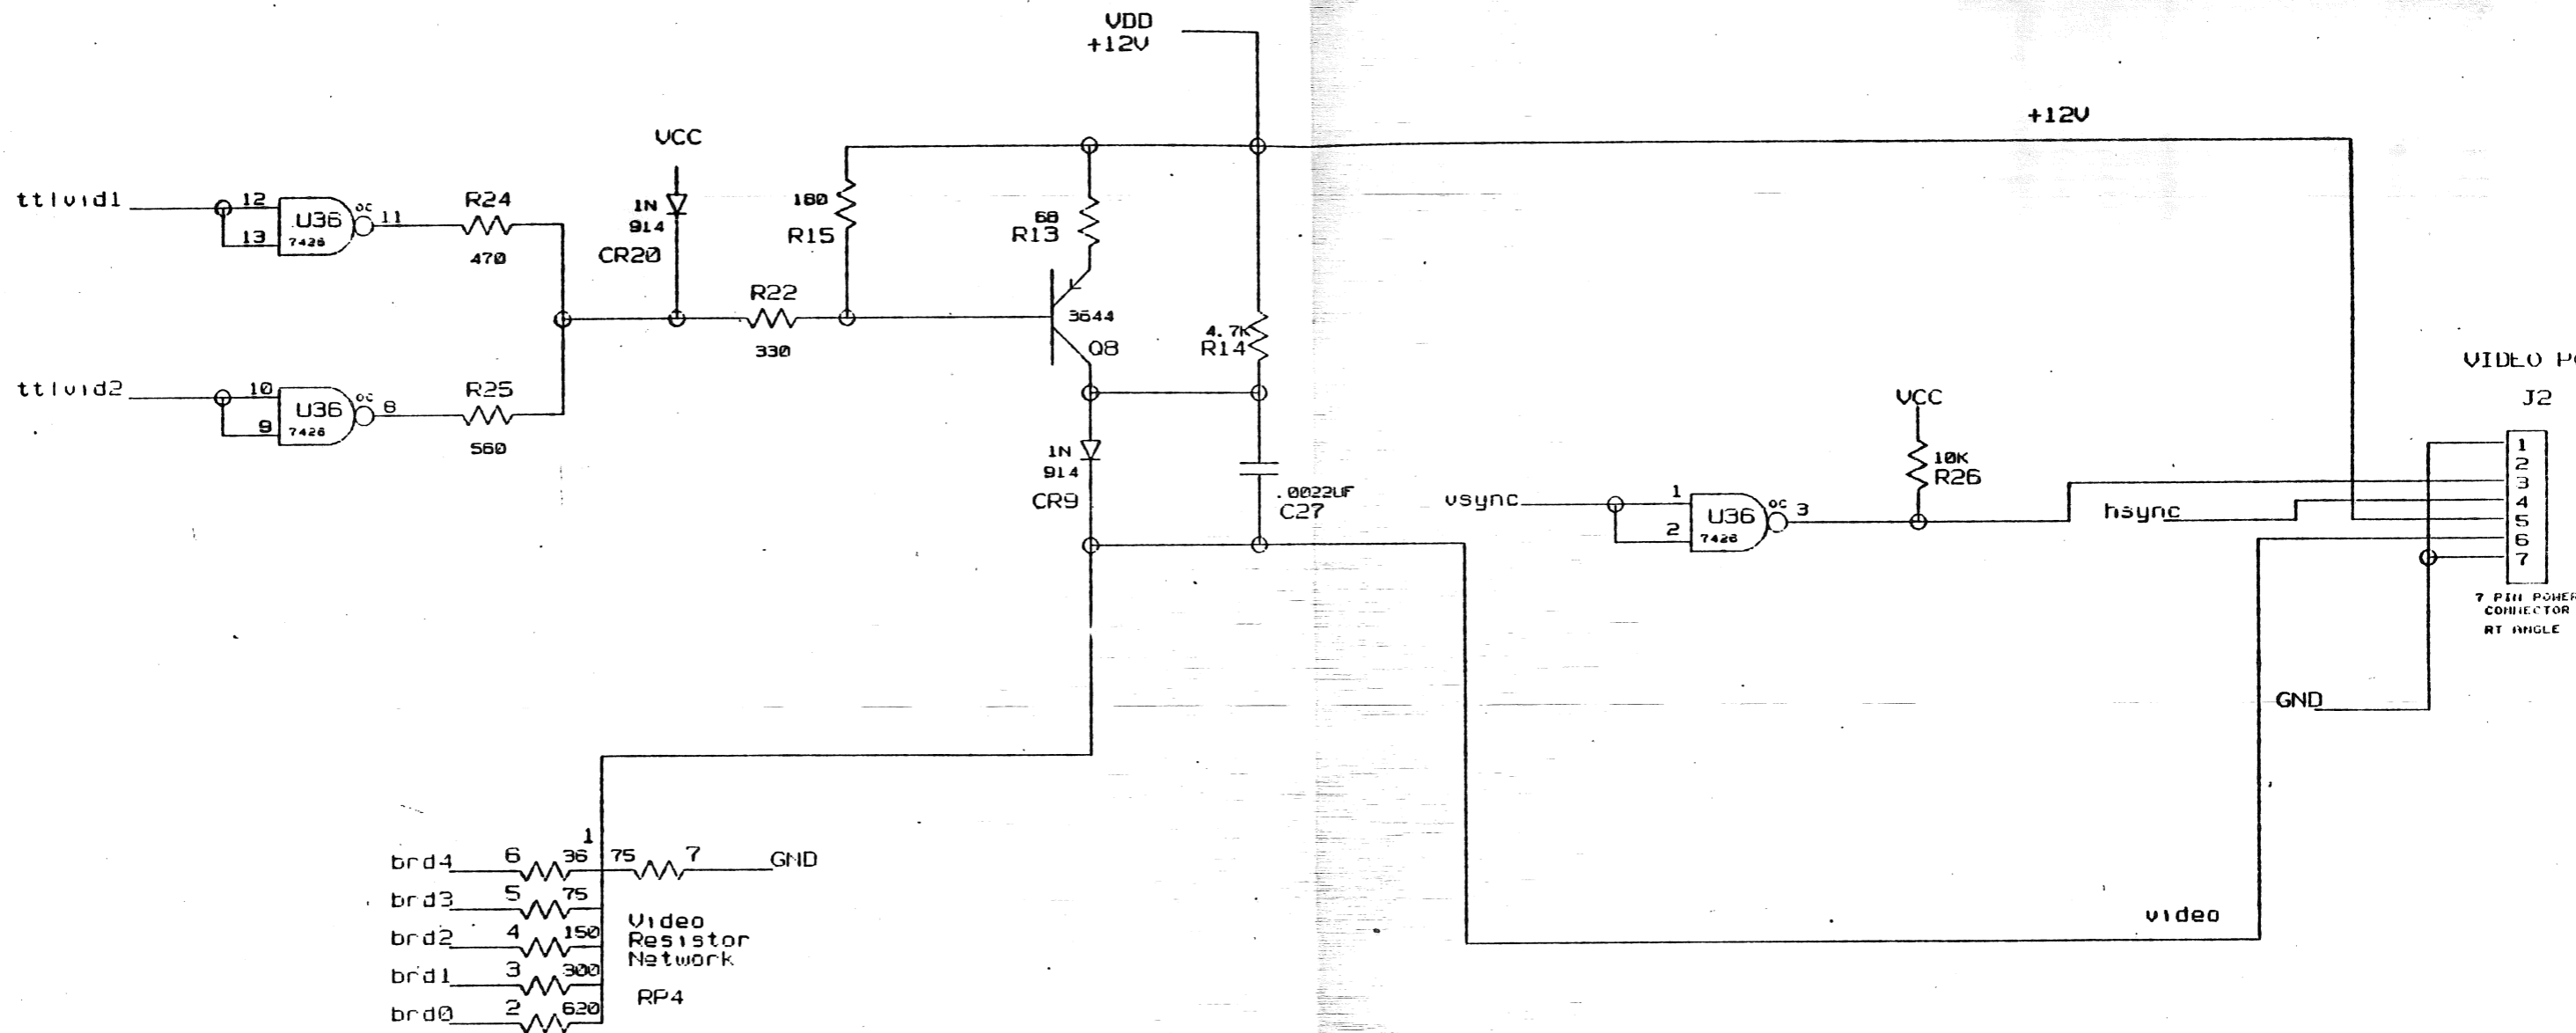 VDD
+12V
+12V
VCC
ttlvid1
12
13
U36
7426
oc
11
R24
470
1N
914
CR20
180
R15
68
R13
R22
330
3644
Q8
4.7K
R14
ttlvid2
10
9
U36
7426
oc
8
R25
560
1N
914
CR9
.0022UF
C27
vsync
1
2
U36
7426
oc
3
VCC
10K
R26
hsync
VIDEO
J2
1
2
3
4
5
6
7
7 PIN POWER
CONNECTOR
RT ANGLE
GND
video
1
brd4
6
36
75
7
GND
brd3
5
75
brd2
4
150
brd1
3
300
brd0
2
620
Video
Resistor
Network
RP4